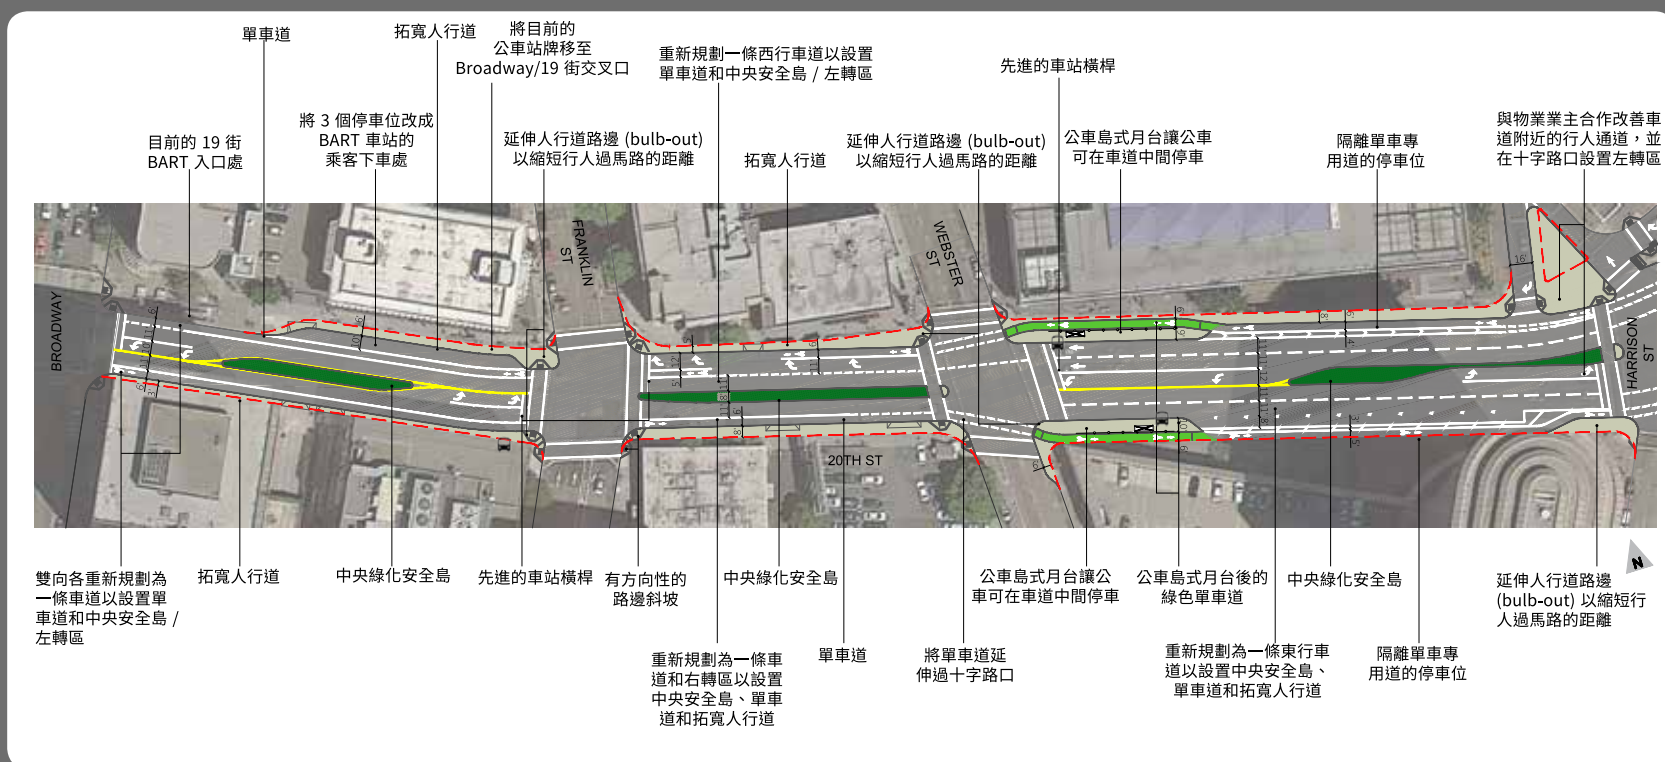 單車道
拓寬人行道
將目前的
公車站牌移至
Broadway/19 街交叉口
重新規劃一條西行車道以設置
單車道和中央安全島 / 左轉區
先進的車站橫桿
目前的 19 街
BART 入口處
將 3 個停車位改成
BART 車站的
乘客下車處
延伸人行道路邊 (bulb-out)
以縮短行人過馬路的距離
拓寬人行道
延伸人行道路邊 (bulb-out)
以縮短行人過馬路的距離
公車島式月台讓公車
可在車道中間停車
隔離單車專
用道的停車位
與物業業主合作改善車
道附近的行人通道，並
在十字路口設置左轉區
BROADWAY
FRANKLIN
ST
WEBSTER
ST
HARRISON
ST
20TH ST
16'
N
雙向各重新規劃為
一條車道以設置單
車道和中央安全島 /
左轉區
拓寬人行道
中央綠化安全島
先進的車站橫桿
有方向性的
路邊斜坡
中央綠化安全島
公車島式月台讓公
車可在車道中間停車
公車島式月台後的
綠色單車道
中央綠化安全島
延伸人行道路邊
(bulb-out) 以縮短行
人過馬路的距離
重新規劃為一條車
道和右轉區以設置
中央安全島、單車
道和拓寬人行道
單車道
將單車道延
伸過十字路口
重新規劃為一條東行車
道以設置中央安全島、
單車道和拓寬人行道
隔離單車專
用道的停車位